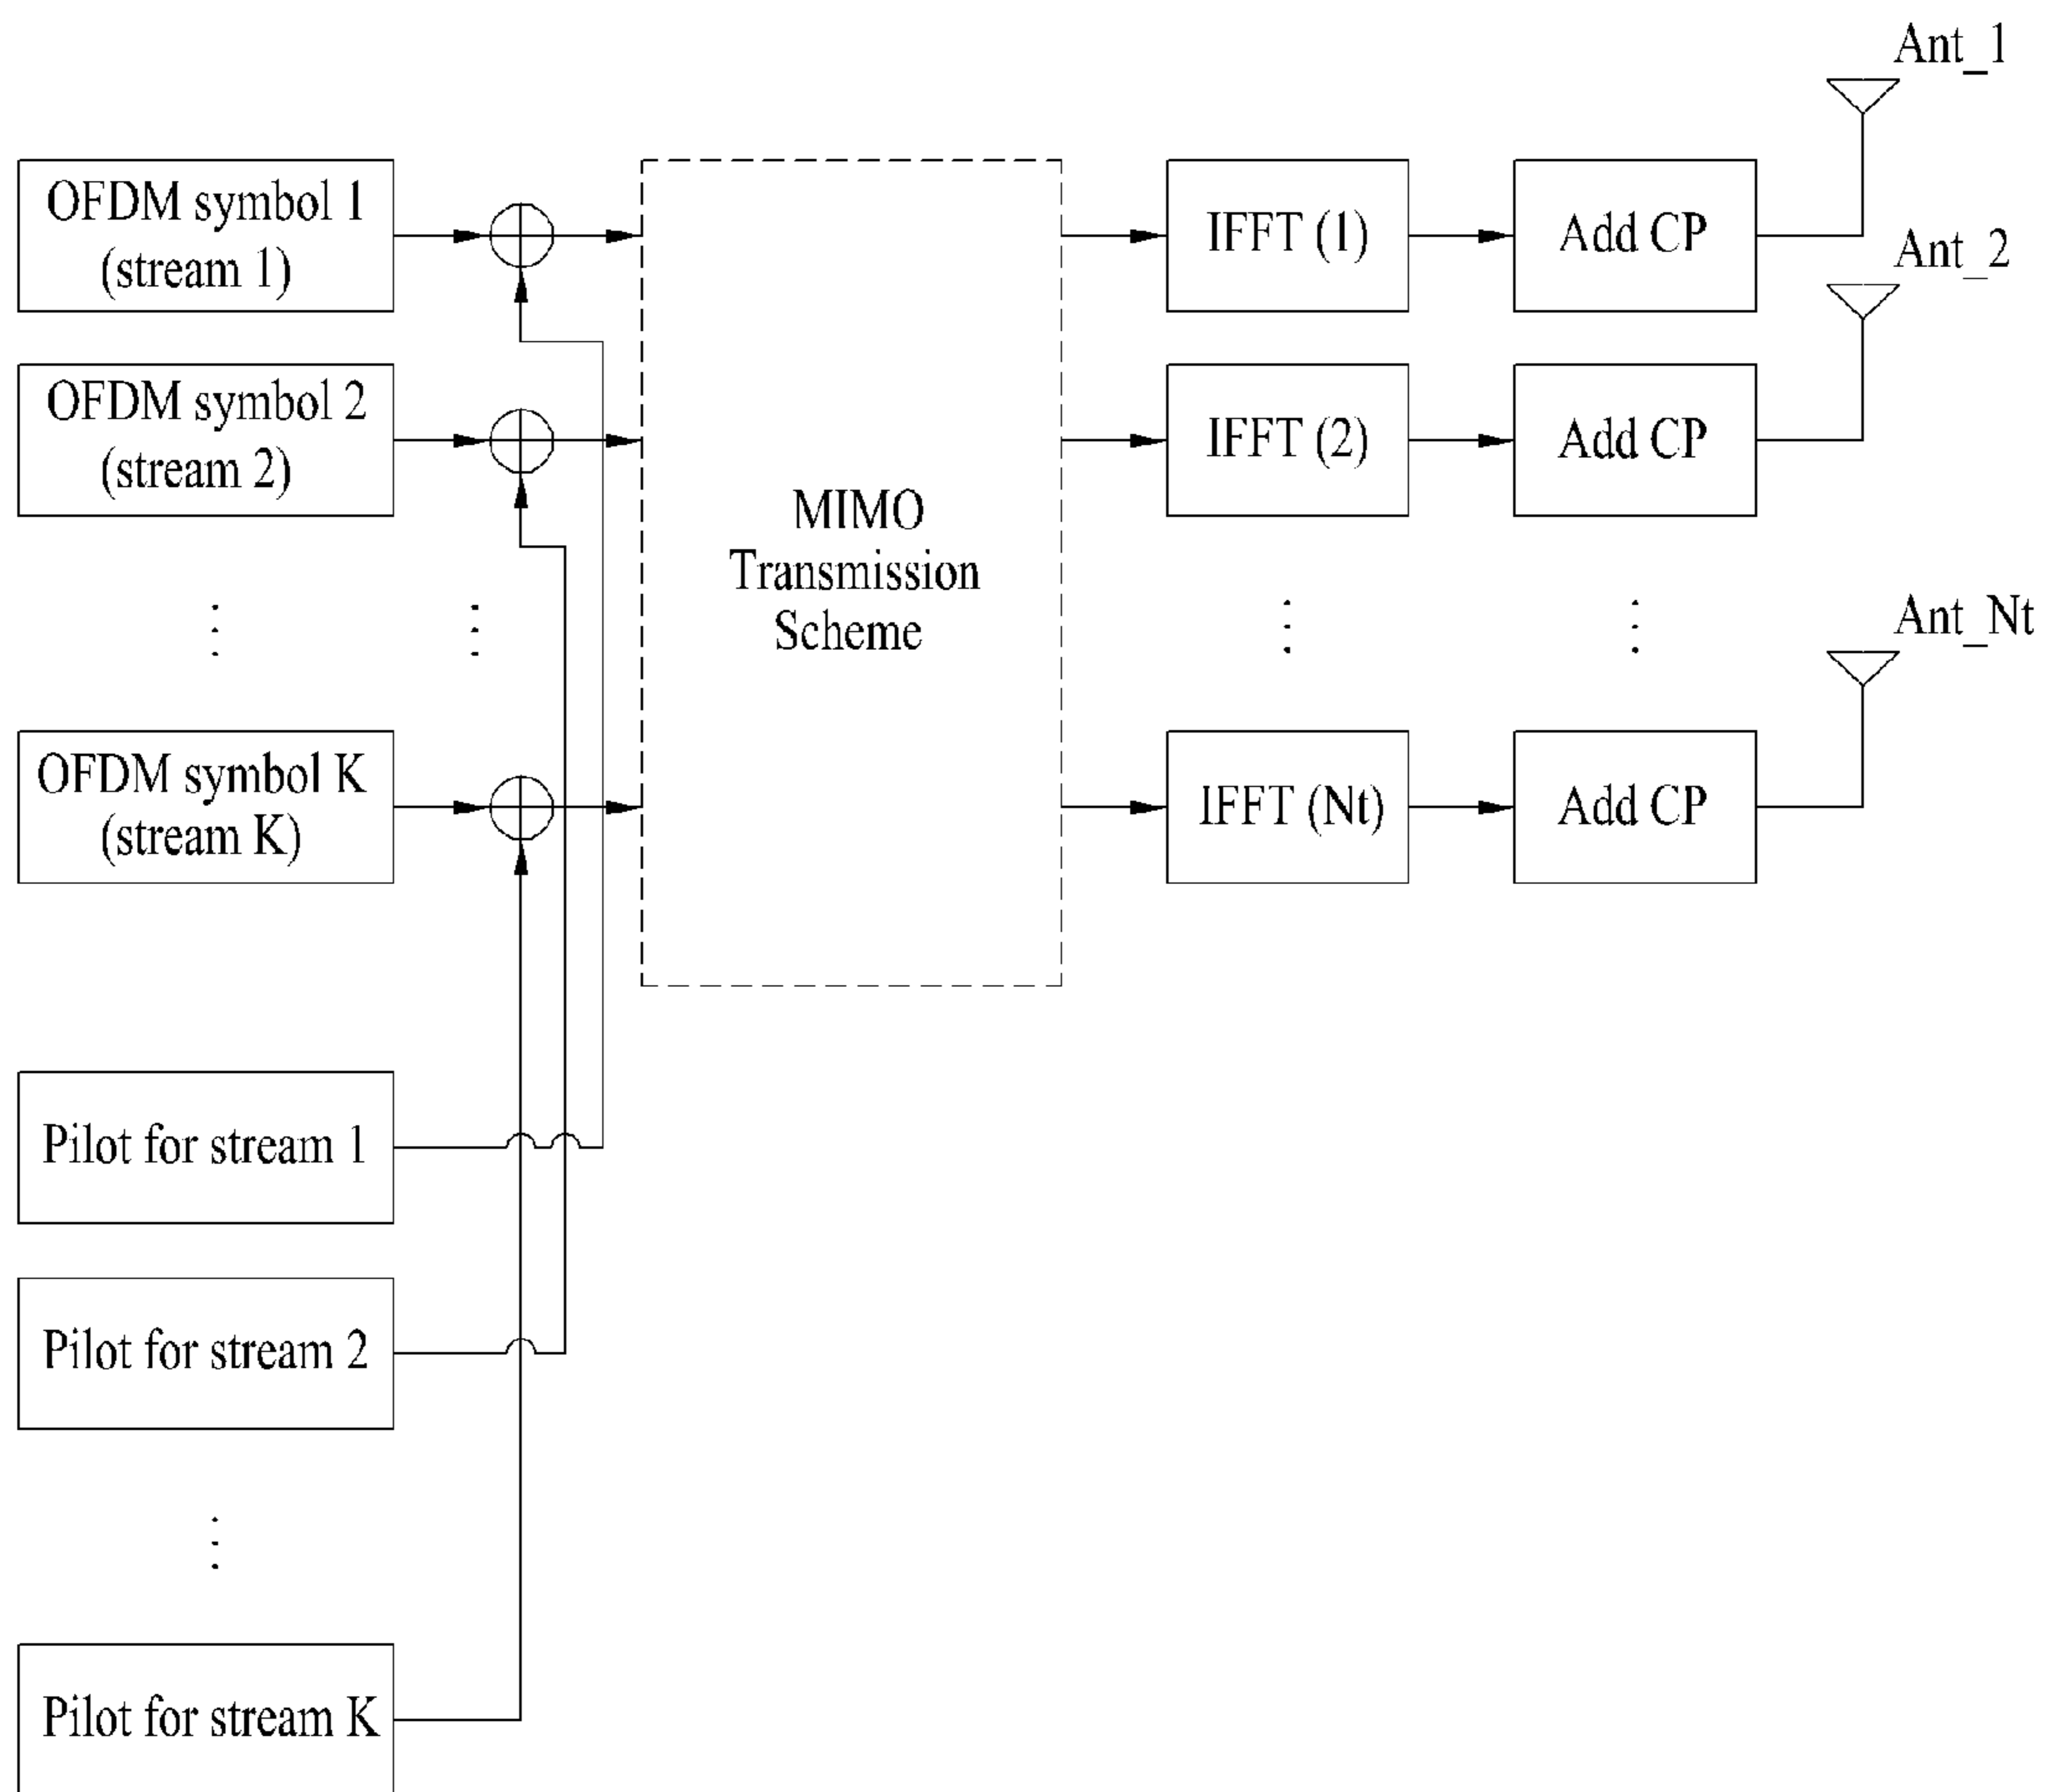 Ant_1
OFDM symbol 1
(stream 1)
IFFT (1)
Add CP
Ant_2
OFDM symbol 2
(stream 2)
IFFT (2)
Add CP
MIMO
Transmission
Scheme
Ant_Nt
OFDM symbol K
(stream K)
IFFT (Nt)
Add CP
Pilot for stream 1
Pilot for stream 2
Pilot for stream K